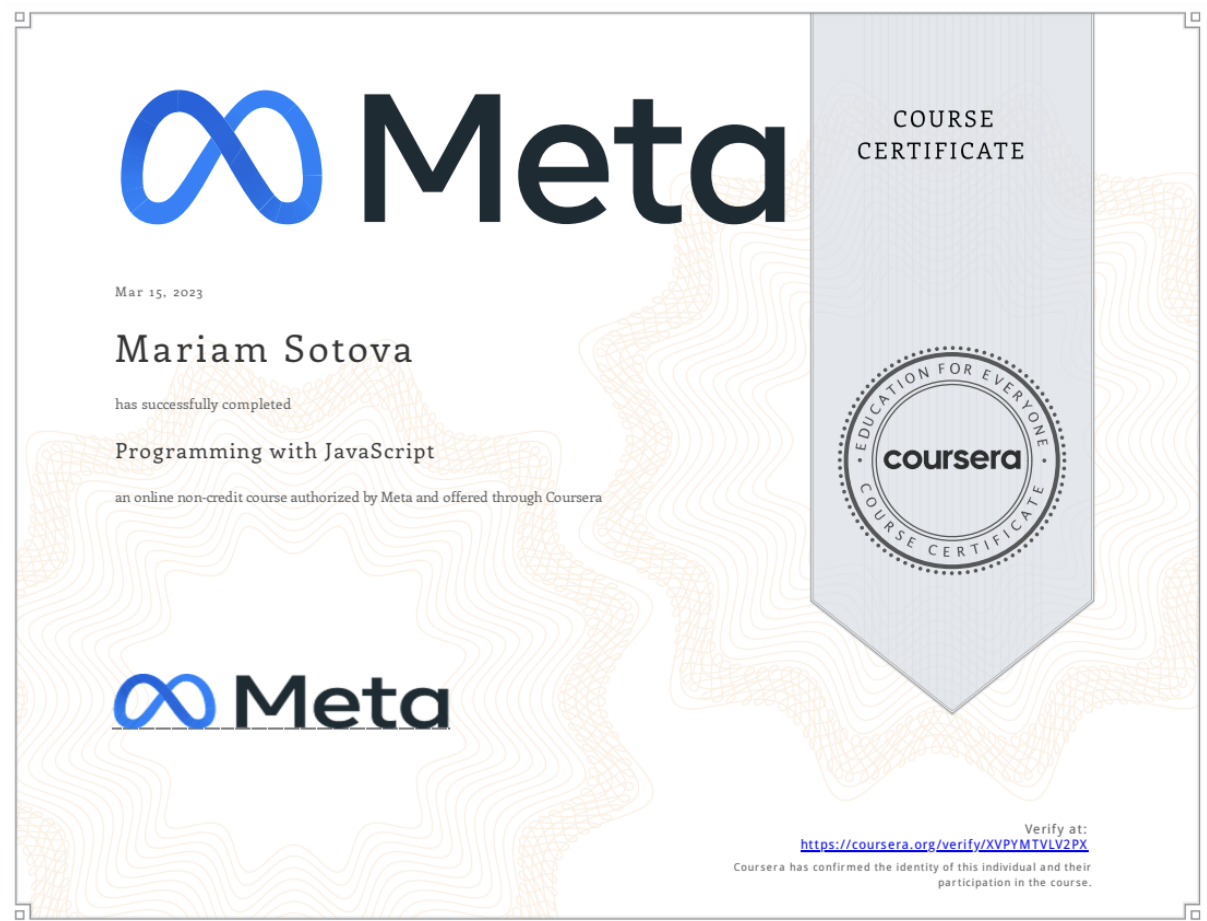 Meta
COURSE
CERTIFICATE
Mar 15, 2023
Mariam Sotova
has successfully completed
Programming with JavaScript
an online non-credit course authorized by Meta and offered through Coursera
EDUCATION FOR EVERYONE
coursera
COURSE CERTIFICATE
Meta
Verify at:
https://coursera.org/verify/XVPYMTVLV2PX
Coursera has confirmed the identity of this individual and their
participation in the course.